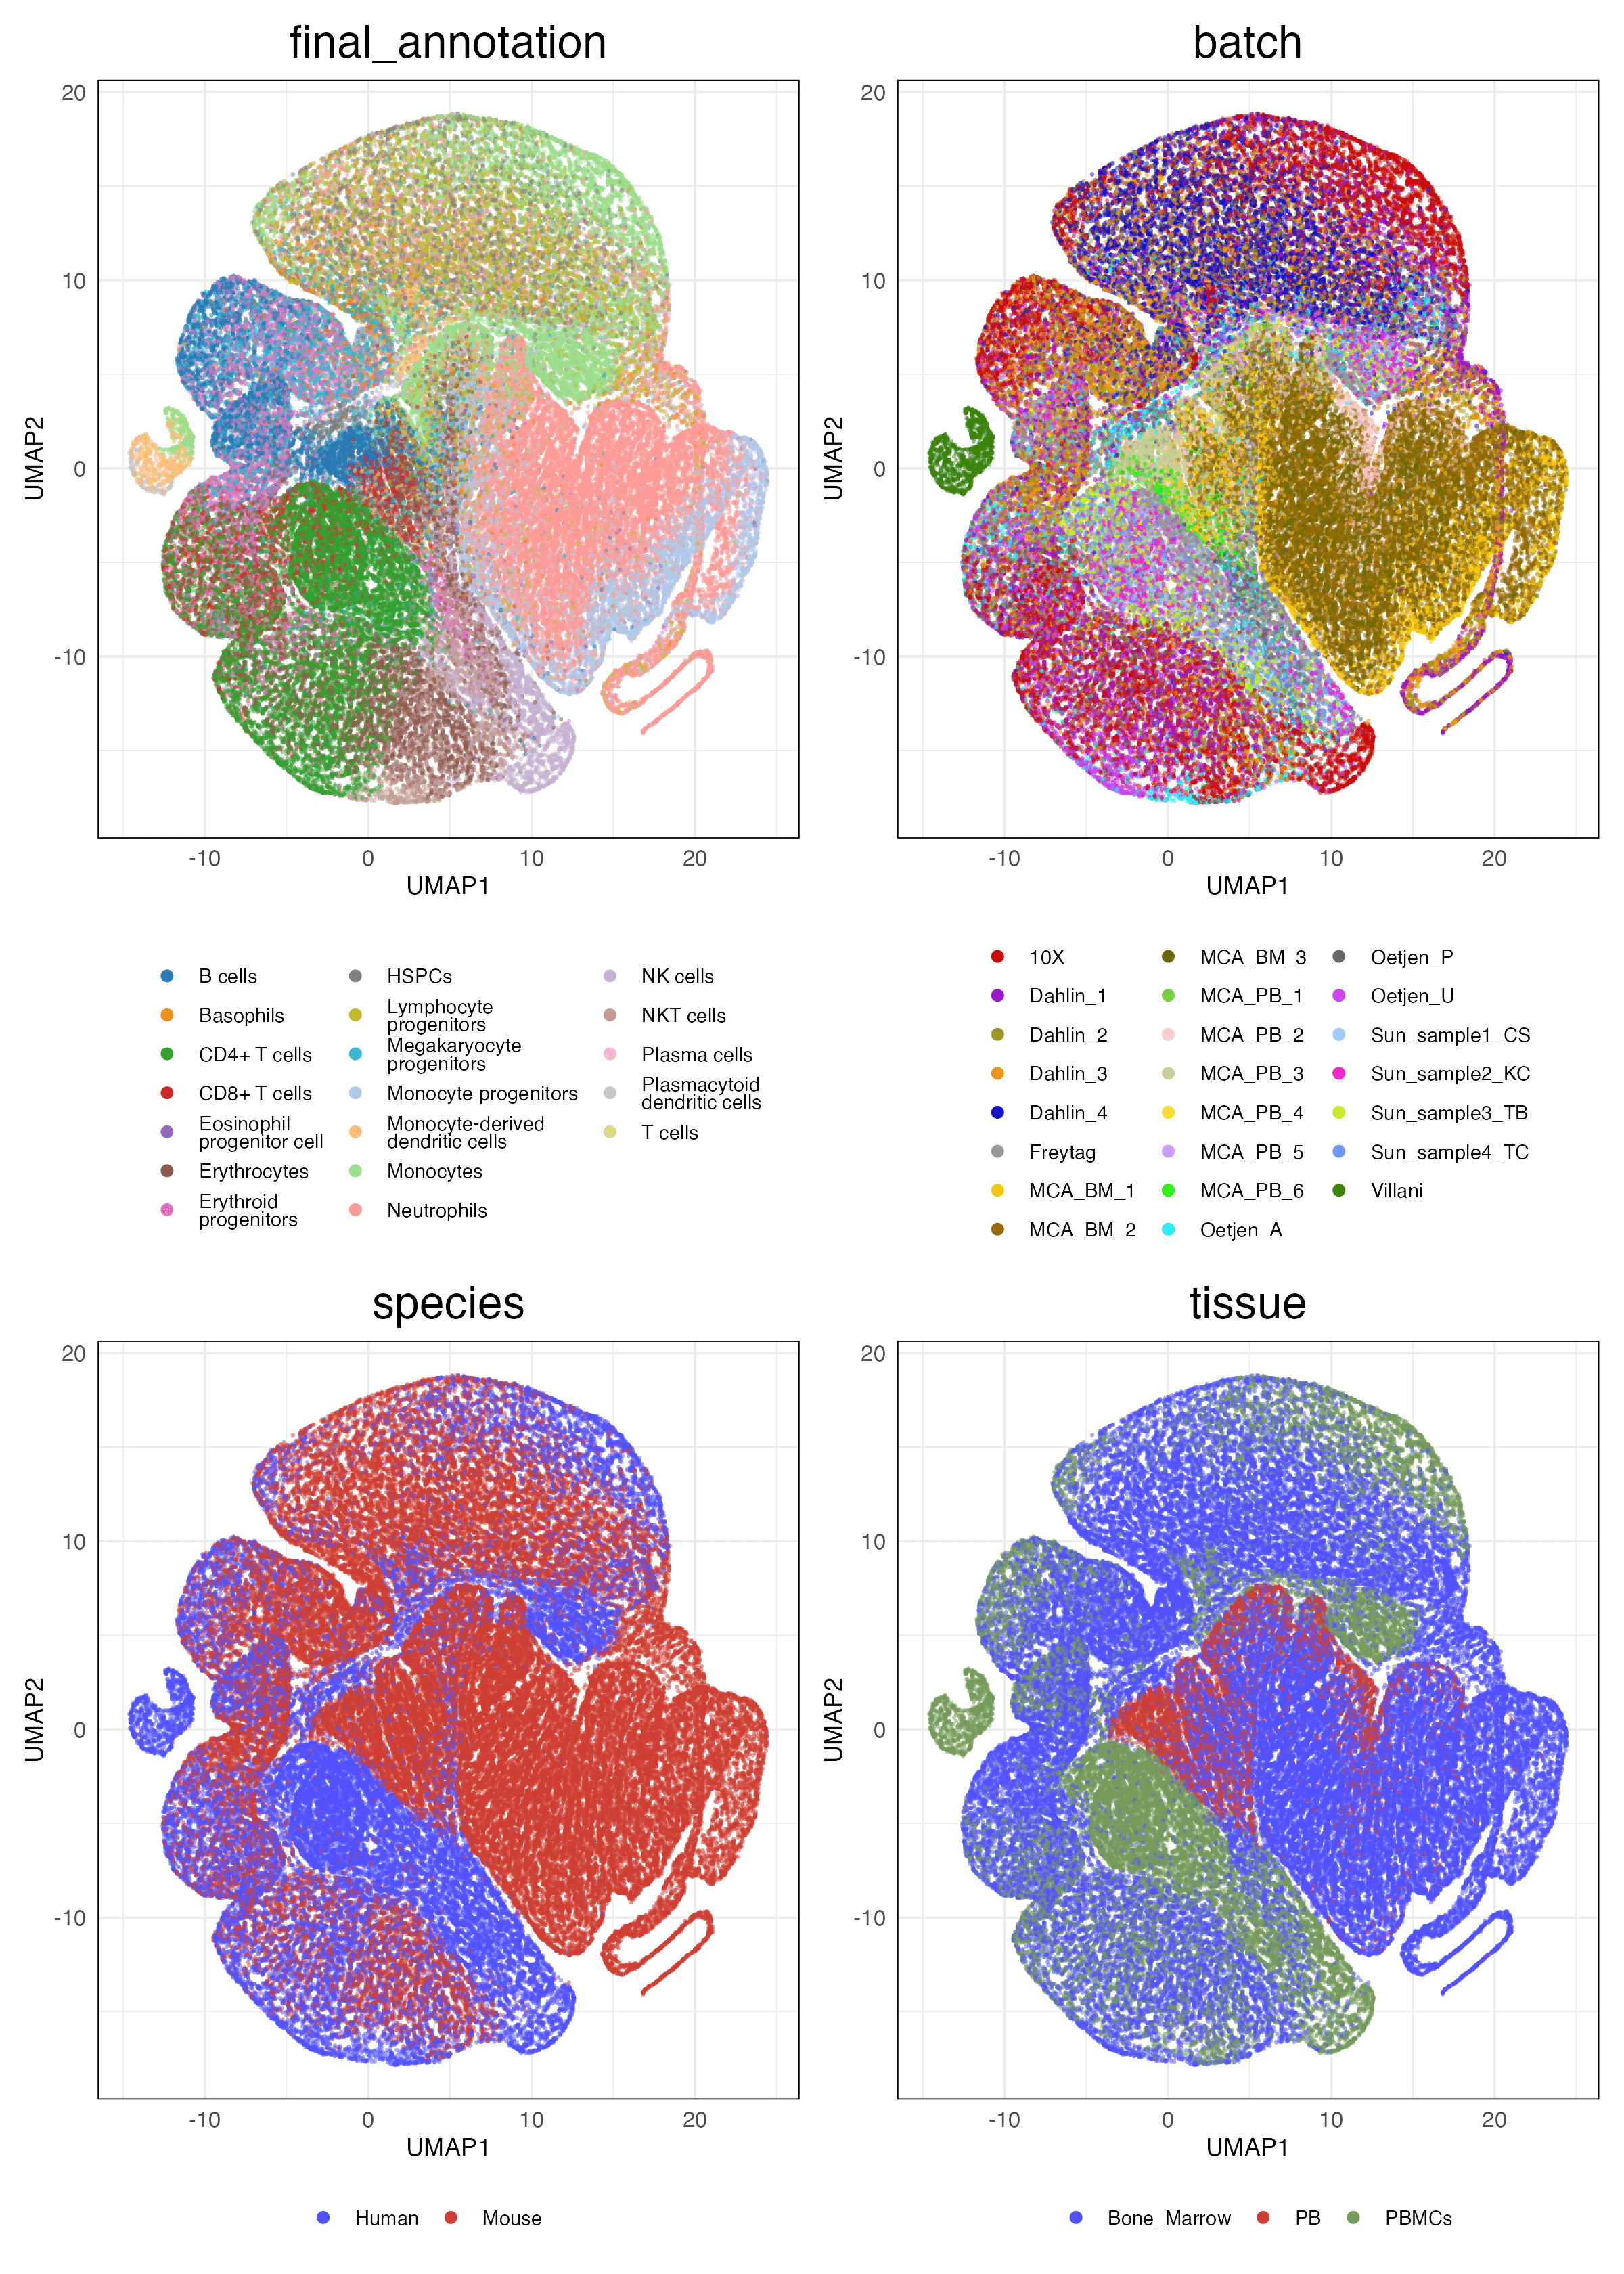 final_annotation
batch
20
10
0
-10
UMAP2
-10 0 10 20
UMAP1
20
10
0
-10
UMAP2
-10 0 10 20
UMAP1
B cells
Basophils
CD4+ T cells
CD8+ T cells
Eosinophil
progenitor cell
Erythrocytes
Erythroid
progenitors
HSPCs
Lymphocyte
progenitors
Megakaryocyte
progenitors
Monocyte progenitors
Monocyte-derived
dendritic cells
Monocytes
Neutrophils
NK cells
NKT cells
Plasma cells
Plasmacytoid
dendritic cells
T cells
10X
Dahlin_1
Dahlin_2
Dahlin_3
Dahlin_4
Freytag
MCA_BM_1
MCA_BM_2
MCA_BM_3
MCA_PB_1
MCA_PB_2
MCA_PB_3
MCA_PB_4
MCA_PB_5
MCA_PB_6
Oetjen_A
Oetjen_P
Oetjen_U
Sun_sample1_CS
Sun_sample2_KC
Sun_sample3_TB
Sun_sample4_TC
Villani
species
tissue
20
10
0
-10
UMAP2
-10 0 10 20
UMAP1
20
10
0
-10
UMAP2
-10 0 10 20
UMAP1
Human Mouse
Bone_Marrow PB PBMCs